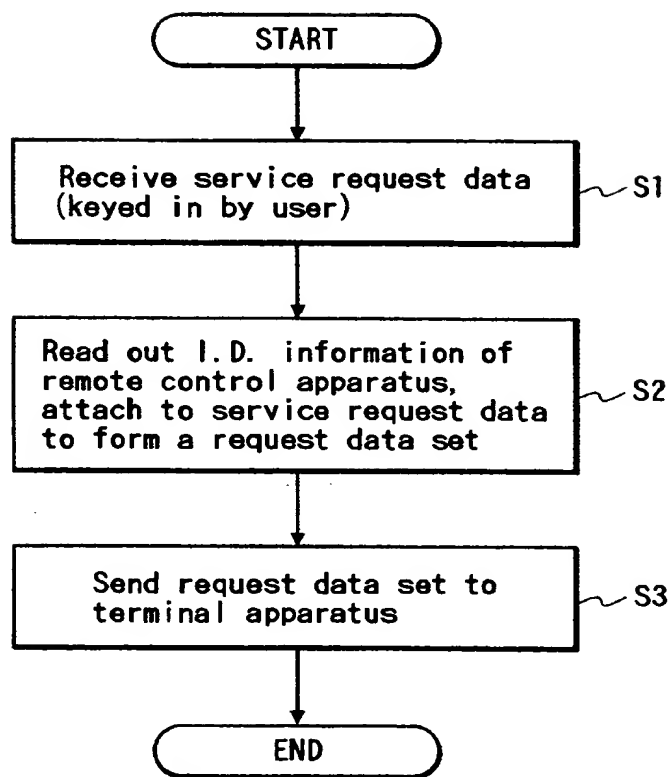 START
Receive service request data
(keyed in by user)
S1
Read out I.D. information of
remote control apparatus,
attach to service request data
to form a request data set
S2
Send request data set to
terminal apparatus
S3
END